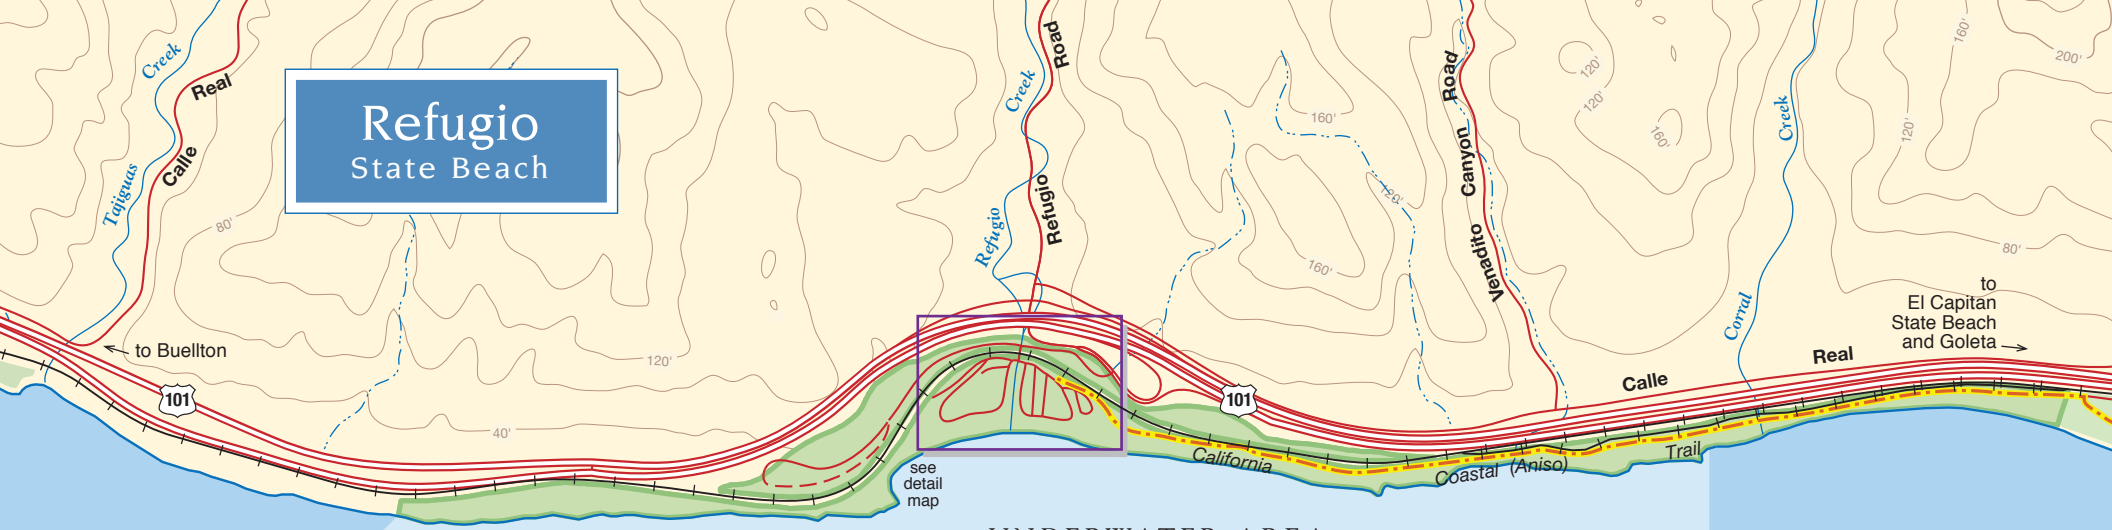 Refugio
State Beach
Tajiguas Creek
Calle Real
to Buellton
101
80'
40'
120'
Refugio Creek
Refugio Road
see
detail
map
160'
160'
120'
Venadito Canyon Road
101
California Coastal (Aniso) Trail
120'
120'
160'
Corral Creek
120'
160'
200'
80'
to
El Capitan
State Beach
and Goleta
Calle Real
UNDERWATER AREA